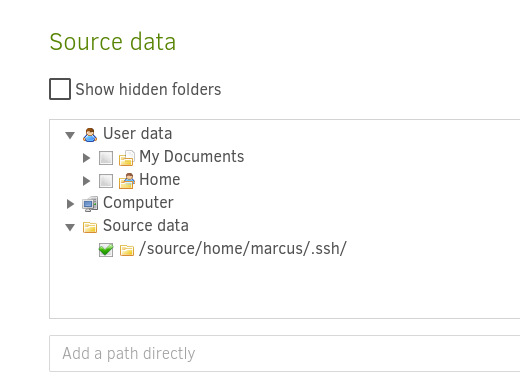 Source data
Show hidden folders
User data
My Documents
Home
Computer
Source data
/source/home/marcus/.ssh/
Add a path directly